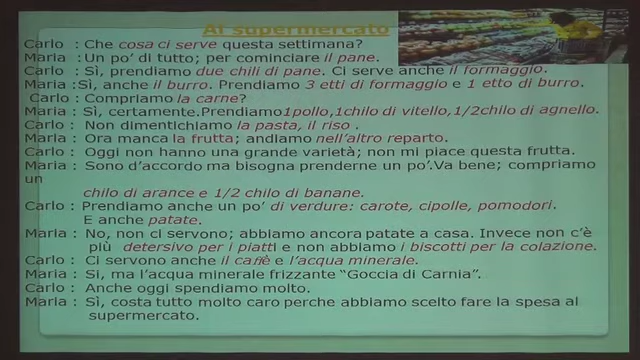 Al supermercato
Carlo : Che cosa ci serve questa settimana?
Maria : Un po' di tutto; per cominciare il pane.
Carlo : Sì, prendiamo due chili di pane. Ci serve anche il formaggio.
Maria :Sì, anche il burro. Prendiamo 3 etti di formaggio e 1 etto di burro.
Carlo : Compriamo la carne?
Maria : Sì, certamente.Prendiamo1pollo,1chilo di vitello,1/2chilo di agnello.
Carlo : Non dimentichiamo la pasta, il riso .
Maria : Ora manca la frutta; andiamo nell'altro reparto.
Carlo : Oggi non hanno una grande varietà; non mi piace questa frutta.
Maria : Sono d'accordo ma bisogna prenderne un po'.Va bene; compriamo
un
chilo di arance e 1/2 chilo di banane.
Carlo : Prendiamo anche un po' di verdure: carote, cipolle, pomodori.
E anche patate.
Maria : No, non ci servono; abbiamo ancora patate a casa. Invece non c'è
più detersivo per i piatti e non abbiamo i biscotti per la colazione.
Carlo : Ci servono anche il caffè e l'acqua minerale.
Maria : Si, ma l'acqua minerale frizzante "Goccia di Carnia".
Carlo : Anche oggi spendiamo molto.
Maria : Sì, costa tutto molto caro perche abbiamo scelto fare la spesa al
supermercato.